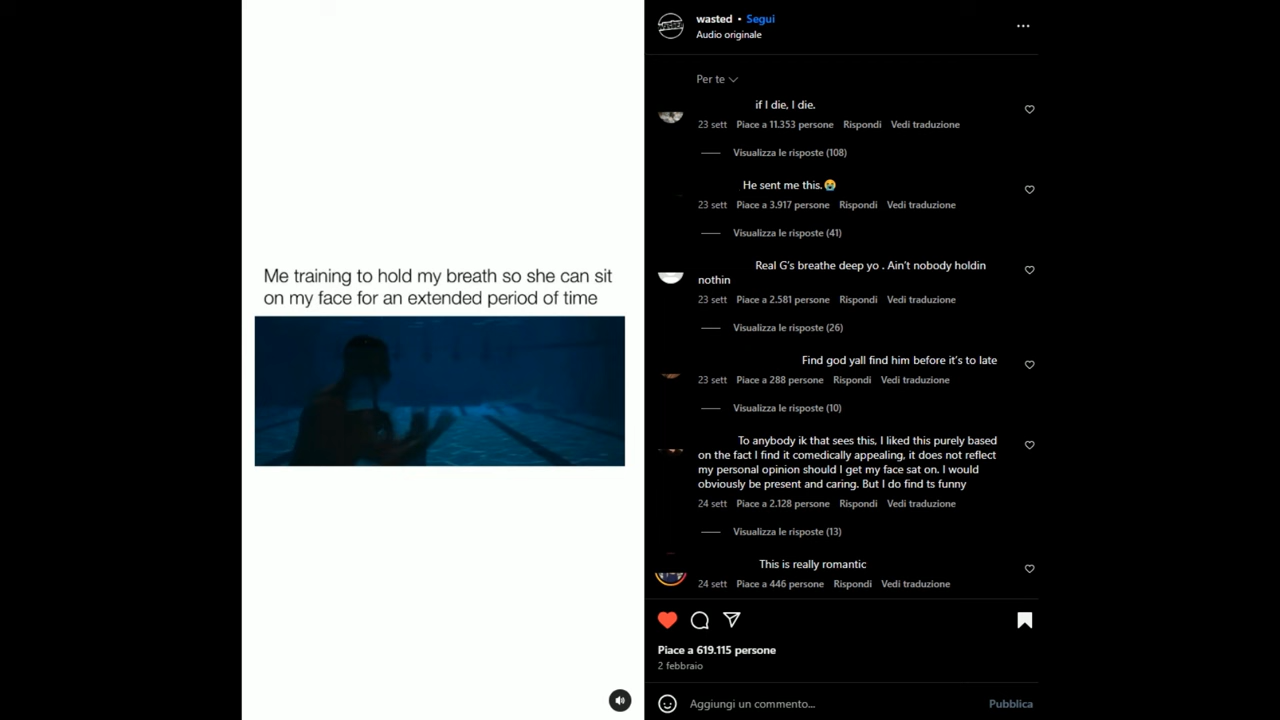 wasted • Segui
Audio originale
Per te
if I die, I die.
23 sett Piace a 11.353 persone Rispondi Vedi traduzione
Visualizza le risposte (108)
He sent me this.😭
23 sett Piace a 3.917 persone Rispondi Vedi traduzione
Visualizza le risposte (41)
Real G's breathe deep yo . Ain't nobody holdin
nothin
23 sett Piace a 2.581 persone Rispondi Vedi traduzione
Visualizza le risposte (26)
Find god yall find him before it's to late
23 sett Piace a 288 persone Rispondi Vedi traduzione
Visualizza le risposte (10)
To anybody ik that sees this, I liked this purely based
on the fact I find it comedically appealing, it does not reflect
my personal opinion should I get my face sat on. I would
obviously be present and caring. But I do find ts funny
24 sett Piace a 2.128 persone Rispondi Vedi traduzione
Visualizza le risposte (13)
This is really romantic
24 sett Piace a 446 persone Rispondi Vedi traduzione
Piace a 619.115 persone
2 febbraio
Aggiungi un commento... Pubblica
Me training to hold my breath so she can sit
on my face for an extended period of time